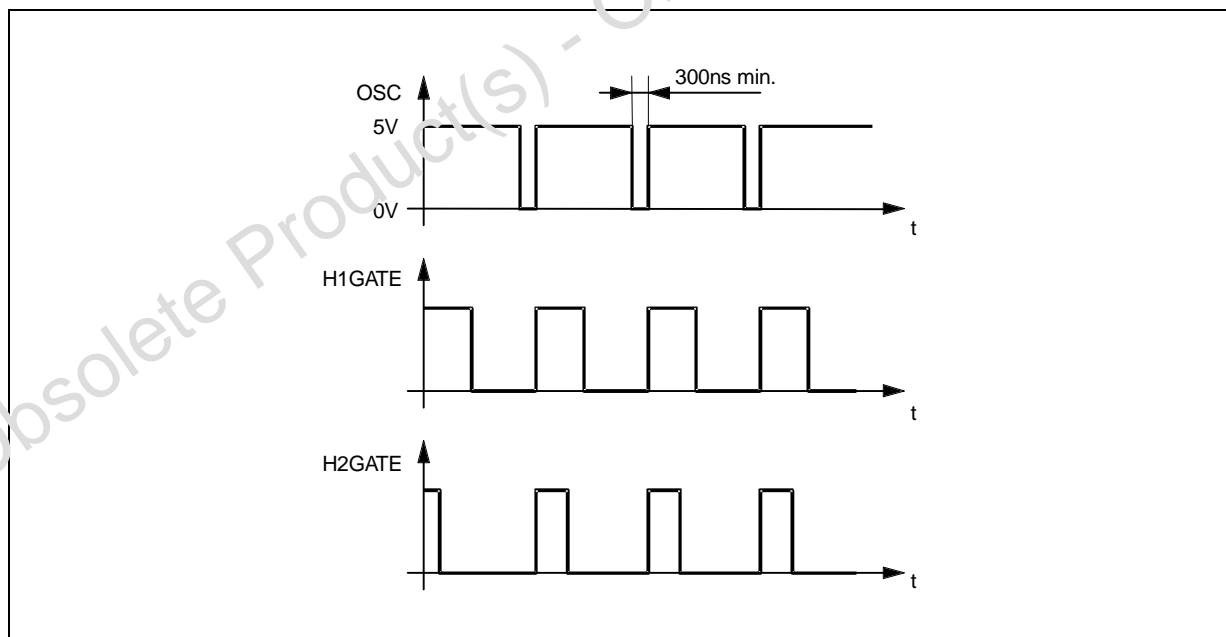 Obsolete Product(s) - O
OSC
300ns min.
5V
0V
t
H1GATE
t
H2GATE
t